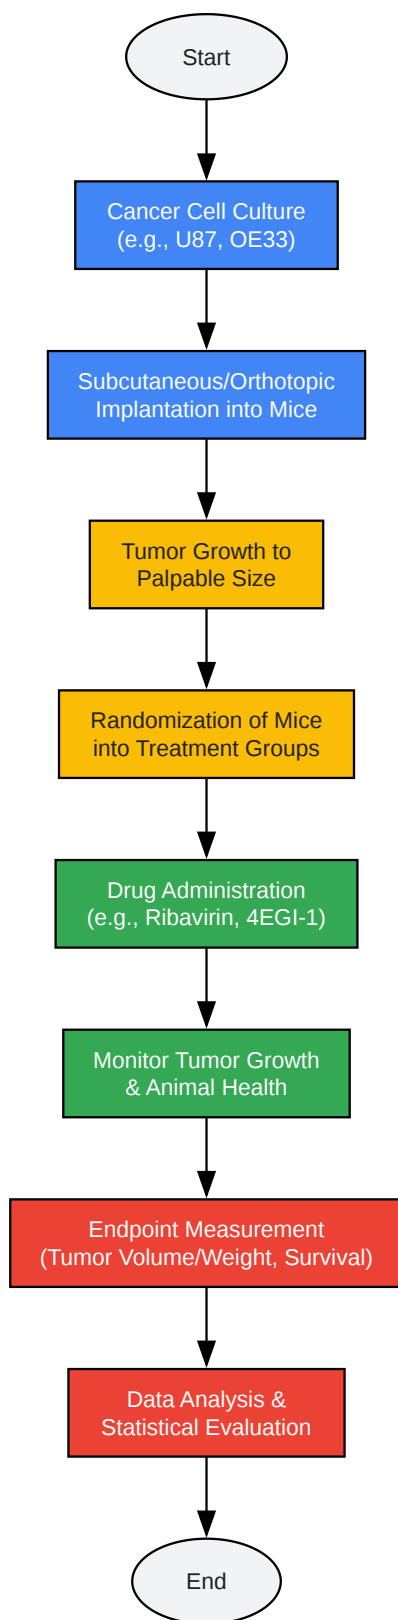 Start
Cancer Cell Culture
(e.g., U87, OE33)
Subcutaneous/Orthotopic
Implantation into Mice
Tumor Growth to
Palpable Size
Randomization of Mice
into Treatment Groups
Drug Administration
(e.g., Ribavirin, 4EGI-1)
Monitor Tumor Growth
& Animal Health
Endpoint Measurement
(Tumor Volume/Weight, Survival)
Data Analysis &
Statistical Evaluation
End